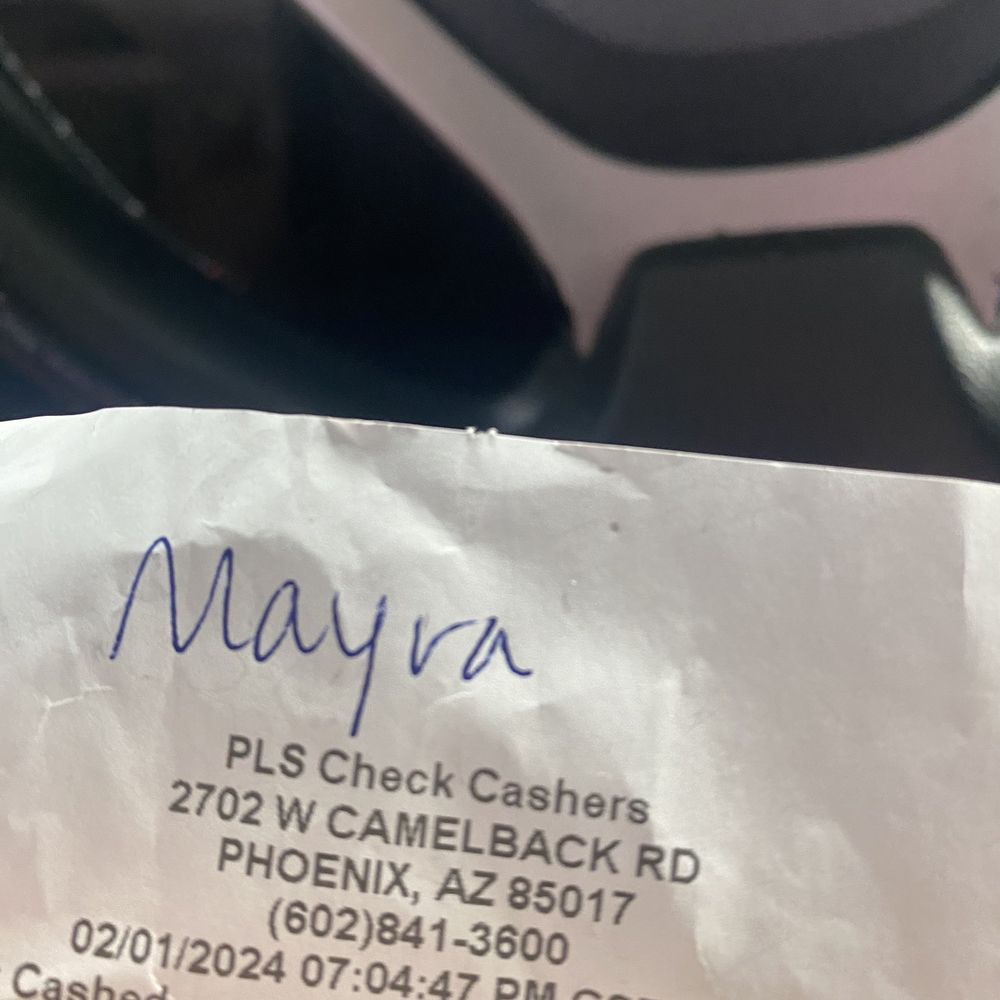 Mayra
PLS Check Cashers
2702 W CAMELBACK RD
PHOENIX, AZ 85017
(602)841-3600
02/01/2024 07:04:47 PM
Cashed